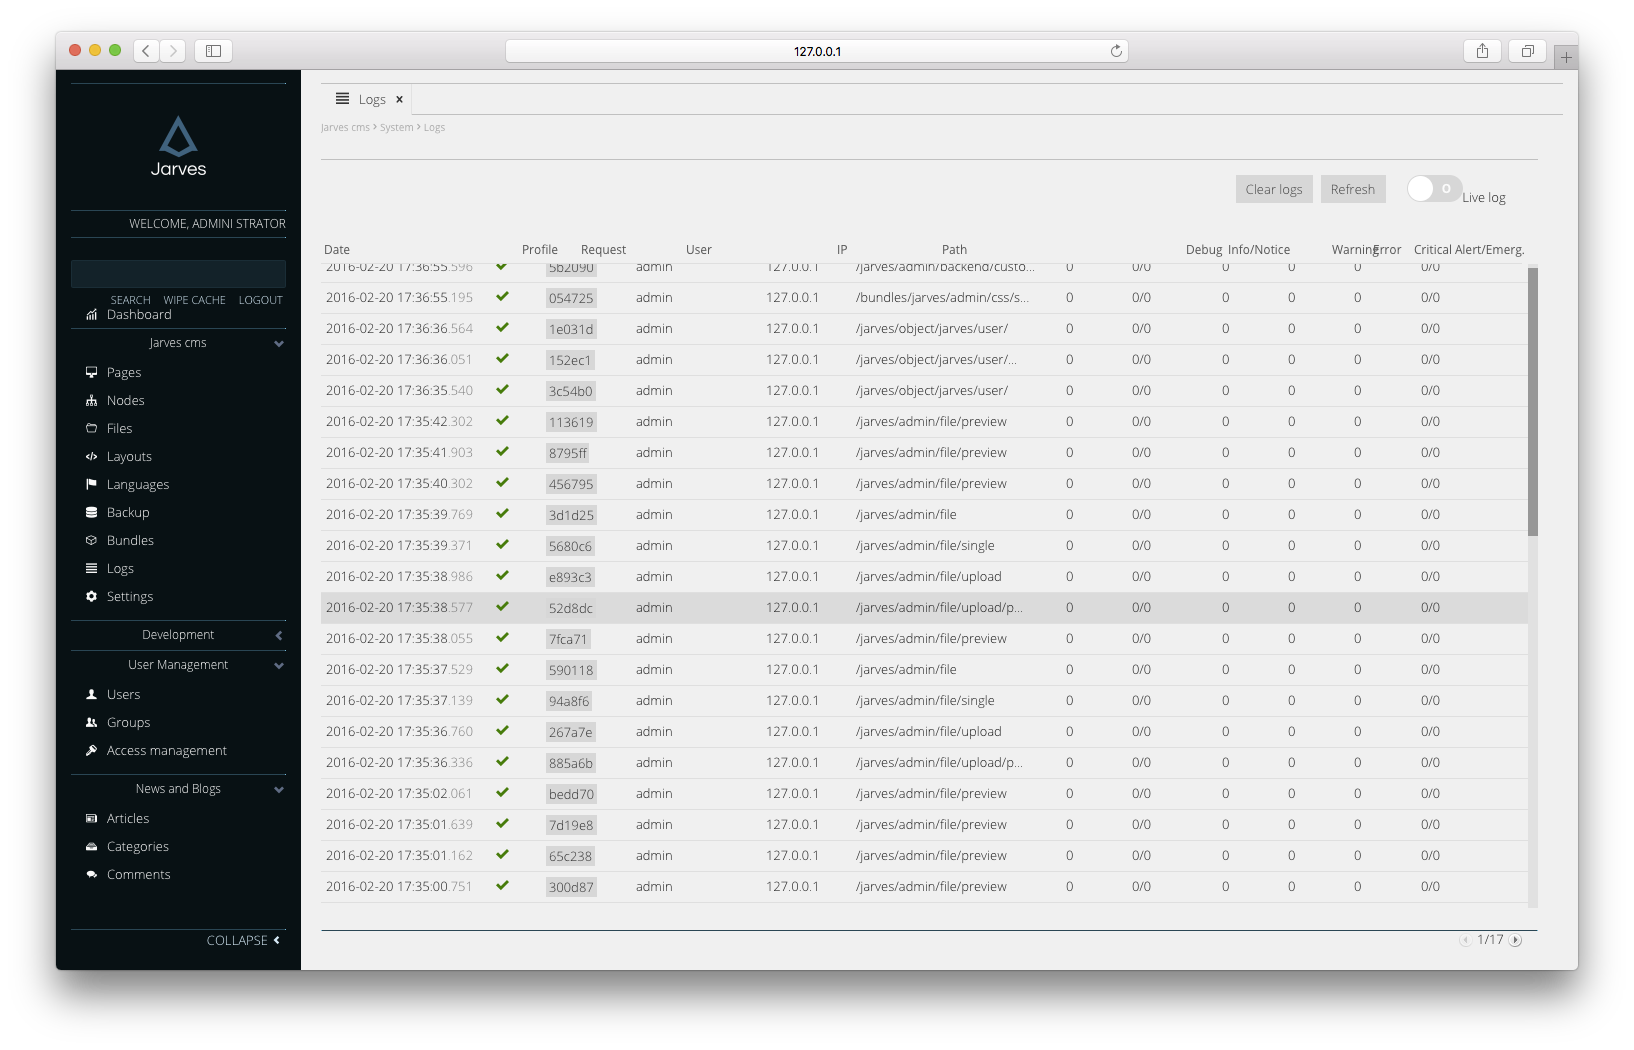 127.0.0.1
Jarves
WELCOME, ADMINI STRATOR
SEARCH WIPE CACHE LOGOUT
Dashboard
Jarves cms
Pages
Nodes
Files
Layouts
Languages
Backup
Bundles
Logs
Settings
Development
User Management
Users
Groups
Access management
News and Blogs
Articles
Categories
Comments
COLLAPSE
Logs ×
Jarves cms > System > Logs
Clear logs Refresh O Live log
Date Profile Request User IP Path Debug Info/Notice Warning Error Critical Alert/Emerg.
2016-02-20 17:36:55.596 5b2090 admin 127.0.0.1 /jarves/admin/backend/custo... 0 0/0 0 0 0 0/0
2016-02-20 17:36:55.195 054725 admin 127.0.0.1 /bundles/jarves/admin/css/s... 0 0/0 0 0 0 0/0
2016-02-20 17:36:36.564 1e031d admin 127.0.0.1 /jarves/object/jarves/user/ 0 0/0 0 0 0 0/0
2016-02-20 17:36:36.051 152ec1 admin 127.0.0.1 /jarves/object/jarves/user/... 0 0/0 0 0 0 0/0
2016-02-20 17:36:35.540 3c54b0 admin 127.0.0.1 /jarves/object/jarves/user/ 0 0/0 0 0 0 0/0
2016-02-20 17:35:42.302 113619 admin 127.0.0.1 /jarves/admin/file/preview 0 0/0 0 0 0 0/0
2016-02-20 17:35:41.903 8795ff admin 127.0.0.1 /jarves/admin/file/preview 0 0/0 0 0 0 0/0
2016-02-20 17:35:40.302 456795 admin 127.0.0.1 /jarves/admin/file/preview 0 0/0 0 0 0 0/0
2016-02-20 17:35:39.769 3d1d25 admin 127.0.0.1 /jarves/admin/file 0 0/0 0 0 0 0/0
2016-02-20 17:35:39.371 5680c6 admin 127.0.0.1 /jarves/admin/file/single 0 0/0 0 0 0 0/0
2016-02-20 17:35:38.986 e893c3 admin 127.0.0.1 /jarves/admin/file/upload 0 0/0 0 0 0 0/0
2016-02-20 17:35:38.577 52d8dc admin 127.0.0.1 /jarves/admin/file/upload/p... 0 0/0 0 0 0 0/0
2016-02-20 17:35:38.055 7fca71 admin 127.0.0.1 /jarves/admin/file/preview 0 0/0 0 0 0 0/0
2016-02-20 17:35:37.529 590118 admin 127.0.0.1 /jarves/admin/file 0 0/0 0 0 0 0/0
2016-02-20 17:35:37.139 94a8f6 admin 127.0.0.1 /jarves/admin/file/single 0 0/0 0 0 0 0/0
2016-02-20 17:35:36.760 267a7e admin 127.0.0.1 /jarves/admin/file/upload 0 0/0 0 0 0 0/0
2016-02-20 17:35:36.336 885a6b admin 127.0.0.1 /jarves/admin/file/upload/p... 0 0/0 0 0 0 0/0
2016-02-20 17:35:02.061 bedd70 admin 127.0.0.1 /jarves/admin/file/preview 0 0/0 0 0 0 0/0
2016-02-20 17:35:01.639 7d19e8 admin 127.0.0.1 /jarves/admin/file/preview 0 0/0 0 0 0 0/0
2016-02-20 17:35:01.162 65c238 admin 127.0.0.1 /jarves/admin/file/preview 0 0/0 0 0 0 0/0
2016-02-20 17:35:00.751 300d87 admin 127.0.0.1 /jarves/admin/file/preview 0 0/0 0 0 0 0/0
1/17